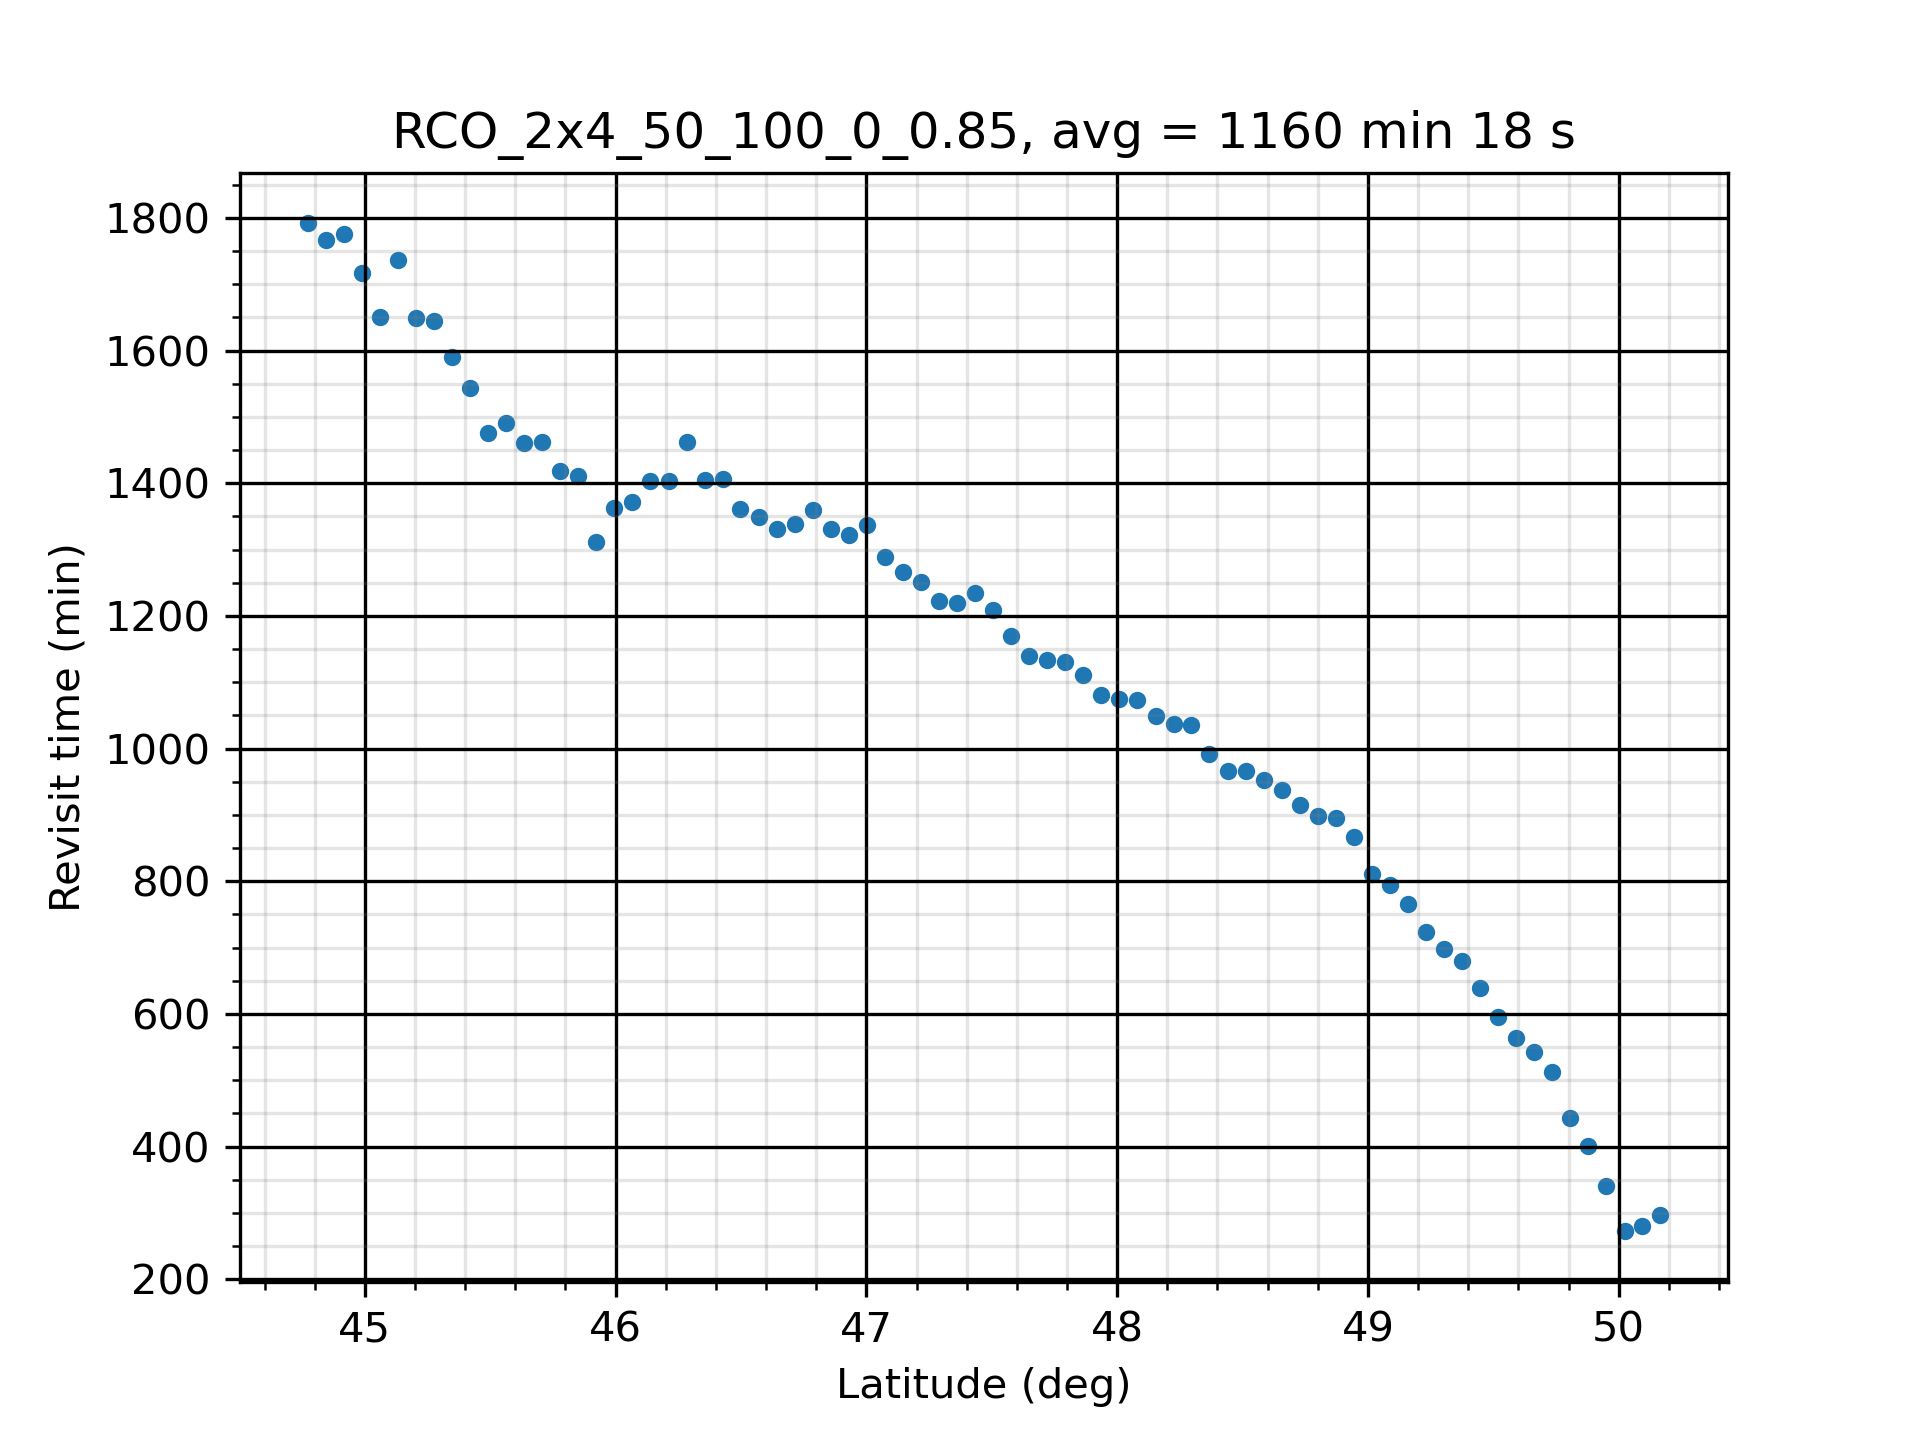 RCO_2x4_50_100_0_0.85, avg = 1160 min 18 s
1800
1600
1400
1200
1000
800
600
400
200
Revisit time (min)
45 46 47 48 49 50
Latitude (deg)